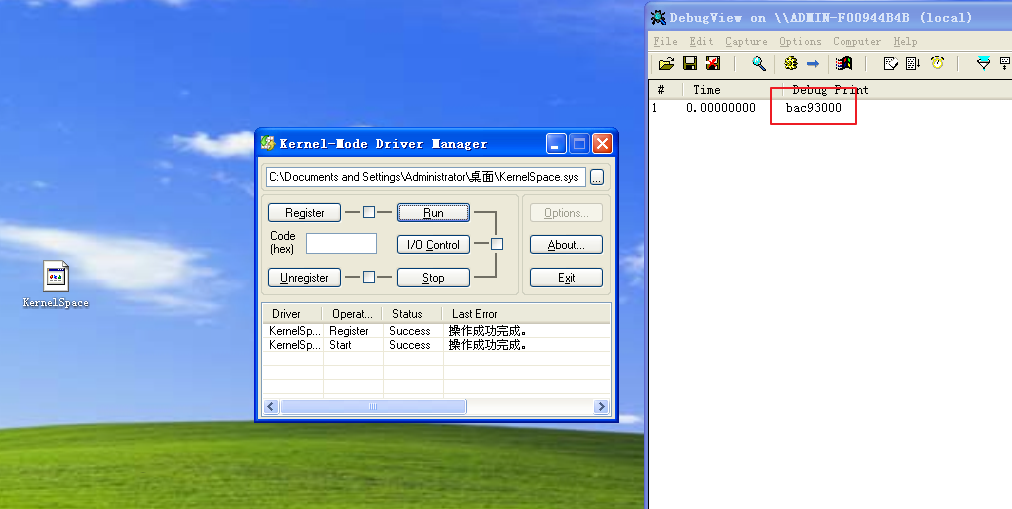 DebugView on \\ADMIN-F00944B4B (local)
File Edit Capture Options Computer Help
# Time Debug Print
1 0.00000000 bac93000
Kernel-Mode Driver Manager
C:\Documents and Settings\Administrator\桌面\KernelSpace.sys ...
Register Run Options...
Code (hex) I/O Control About...
Unregister Stop Exit
Driver Operat... Status Last Error
KernelSp... Register Success 操作成功完成。
KernelSp... Start Success 操作成功完成。
KernelSpace